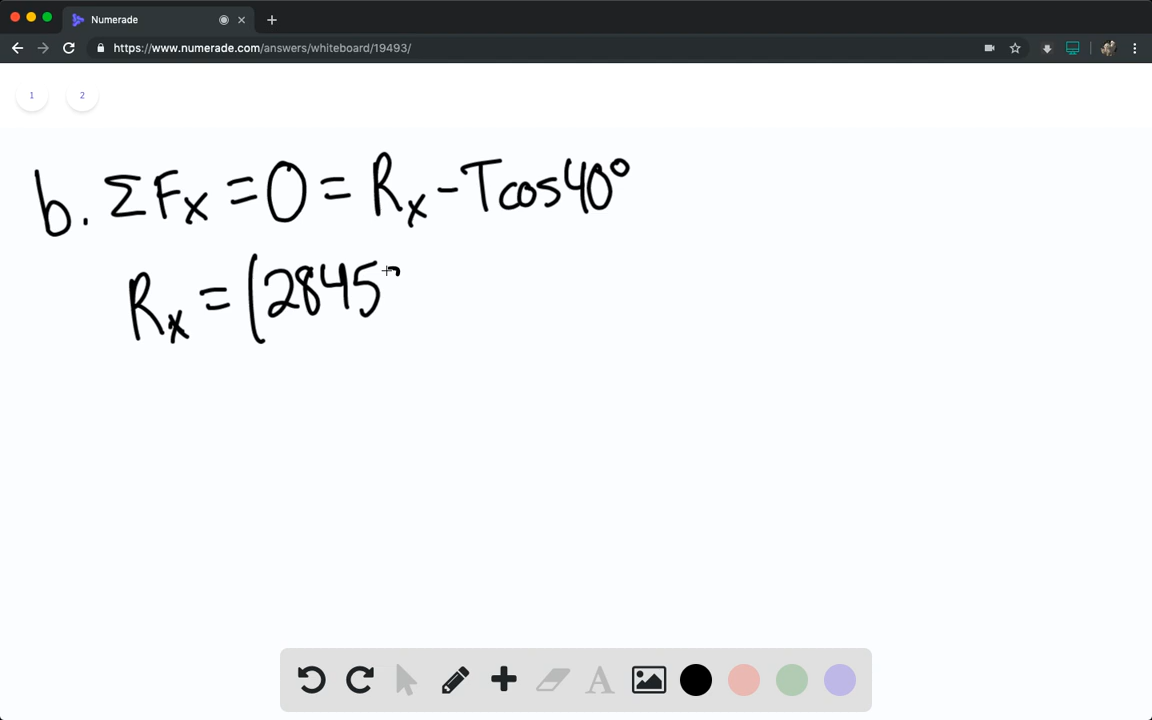 Numerade
https://www.numerade.com/answers/whiteboard/19493/
1 2
b. ΣFx = 0 = Rx - Tcos40°
Rx = (2845
A